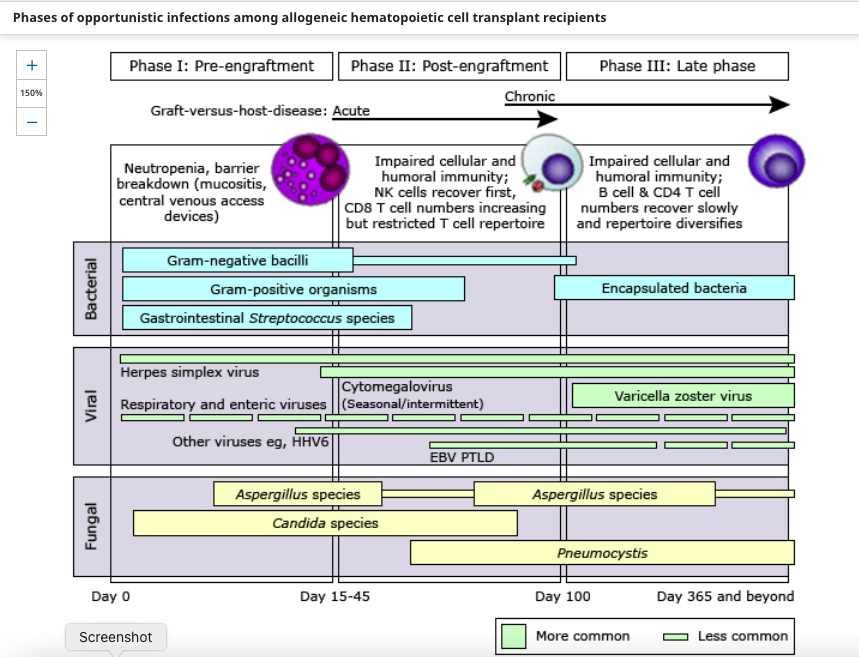 Phases of opportunistic infections among allogeneic hematopoietic cell transplant recipients
+
150%
−
Phase I: Pre-engraftment
Phase II: Post-engraftment
Phase III: Late phase
Chronic
Graft-versus-host-disease: Acute
Neutropenia, barrier
breakdown (mucositis,
central venous access
devices)
Impaired cellular and
humoral immunity;
NK cells recover first,
CD8 T cell numbers increasing
but restricted T cell repertoire
Impaired cellular and
humoral immunity;
B cell & CD4 T cell
numbers recover slowly
and repertoire diversifies
Bacterial
Gram-negative bacilli
Gram-positive organisms
Encapsulated bacteria
Gastrointestinal Streptococcus species
Viral
Herpes simplex virus
Cytomegalovirus
(Seasonal/intermittent)
Varicella zoster virus
Respiratory and enteric viruses
Other viruses eg, HHV6
EBV PTLD
Fungal
Aspergillus species
Aspergillus species
Candida species
Pneumocystis
Day 0
Day 15-45
Day 100
Day 365 and beyond
More common
Less common
Screenshot